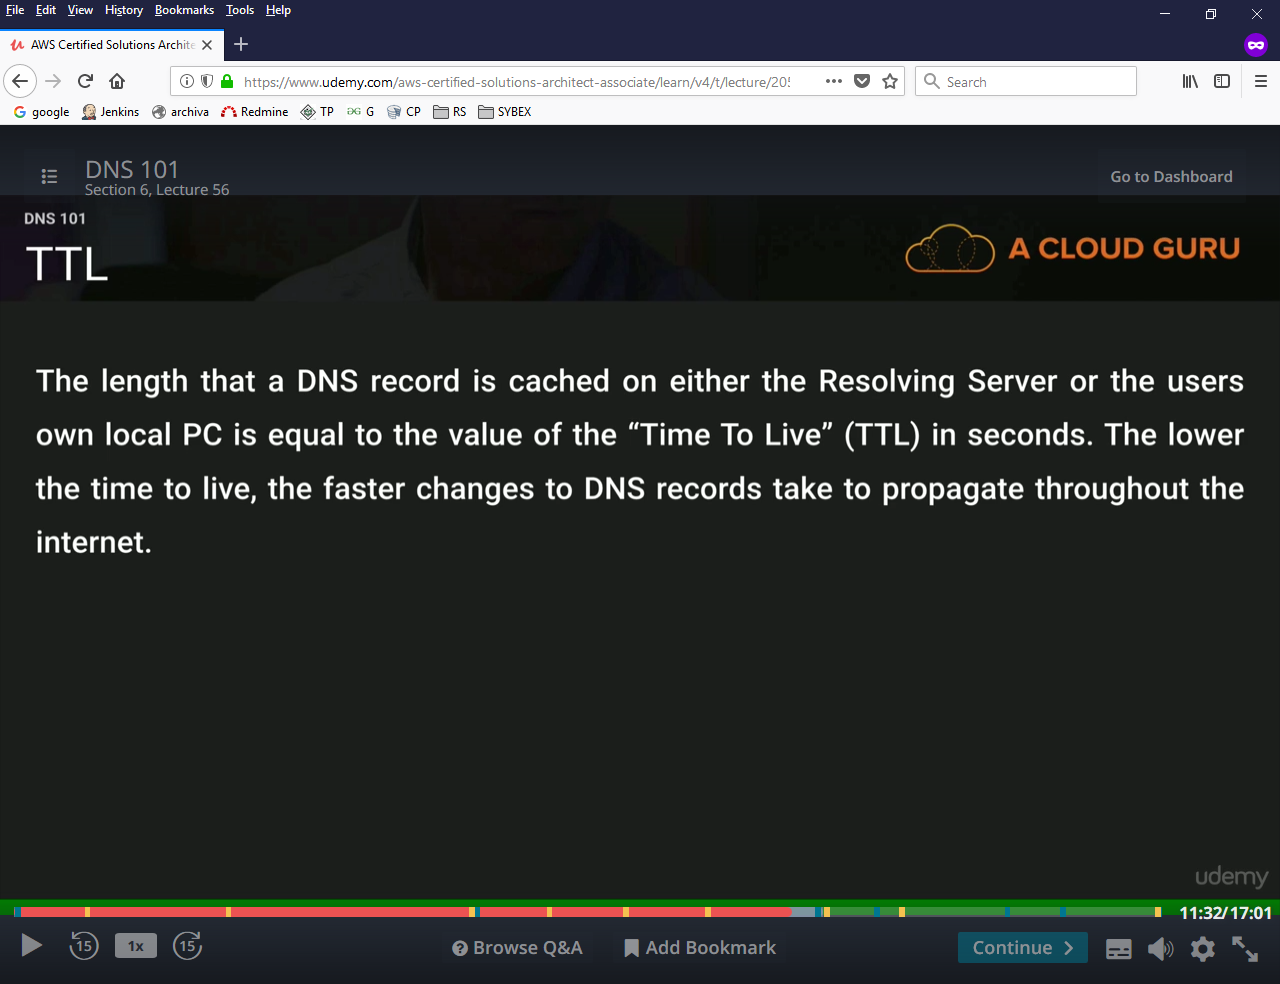 File Edit View History Bookmarks Tools Help
AWS Certified Solutions Archite
https://www.udemy.com/aws-certified-solutions-architect-associate/learn/v4/t/lecture/205
Search
google Jenkins archiva Redmine TP G CP RS SYBEX
DNS 101
Section 6, Lecture 56
Go to Dashboard
DNS 101
TTL
A CLOUD GURU
The length that a DNS record is cached on either the Resolving Server or the users
own local PC is equal to the value of the “Time To Live” (TTL) in seconds. The lower
the time to live, the faster changes to DNS records take to propagate throughout the
internet.
udemy
11:32/17:01
15 1x 15 Browse Q&A Add Bookmark Continue